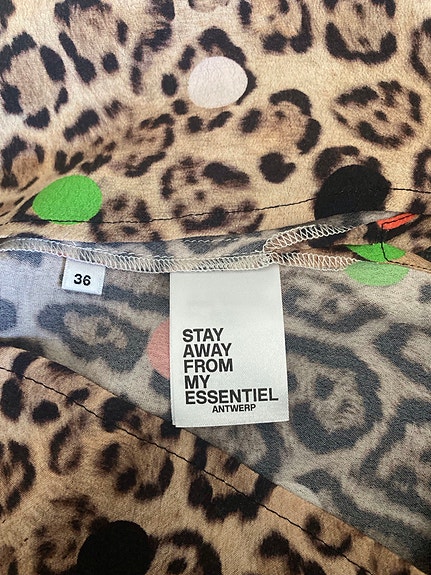 36
STAY
AWAY
FROM
MY
ESSENTIEL
ANTWERP